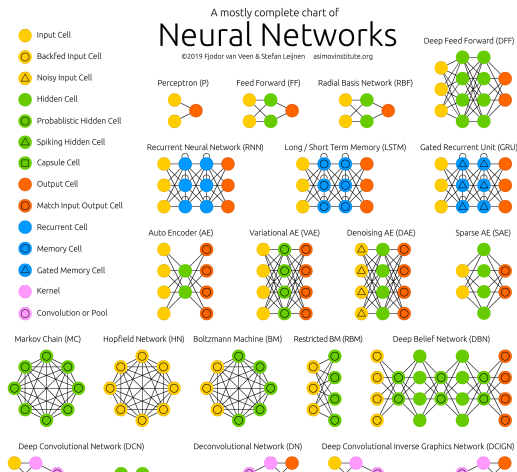 A mostly complete chart of
Neural Networks
©2019 Fjodor van Veen & Stefan Leijnen asimovinstitute.org
Input Cell
Backfed Input Cell
Noisy Input Cell
Hidden Cell
Probablistic Hidden Cell
Spiking Hidden Cell
Capsule Cell
Output Cell
Match Input Output Cell
Recurrent Cell
Memory Cell
Gated Memory Cell
Kernel
Convolution or Pool
Deep Feed Forward (DFF)
Perceptron (P)
Feed Forward (FF)
Radial Basis Network (RBF)
Recurrent Neural Network (RNN)
Long / Short Term Memory (LSTM)
Gated Recurrent Unit (GRU)
Auto Encoder (AE)
Variational AE (VAE)
Denoising AE (DAE)
Sparse AE (SAE)
Markov Chain (MC)
Hopfield Network (HN)
Boltzmann Machine (BM)
Restricted BM (RBM)
Deep Belief Network (DBN)
Deep Convolutional Network (DCN)
Deconvolutional Network (DN)
Deep Convolutional Inverse Graphics Network (DCIGN)